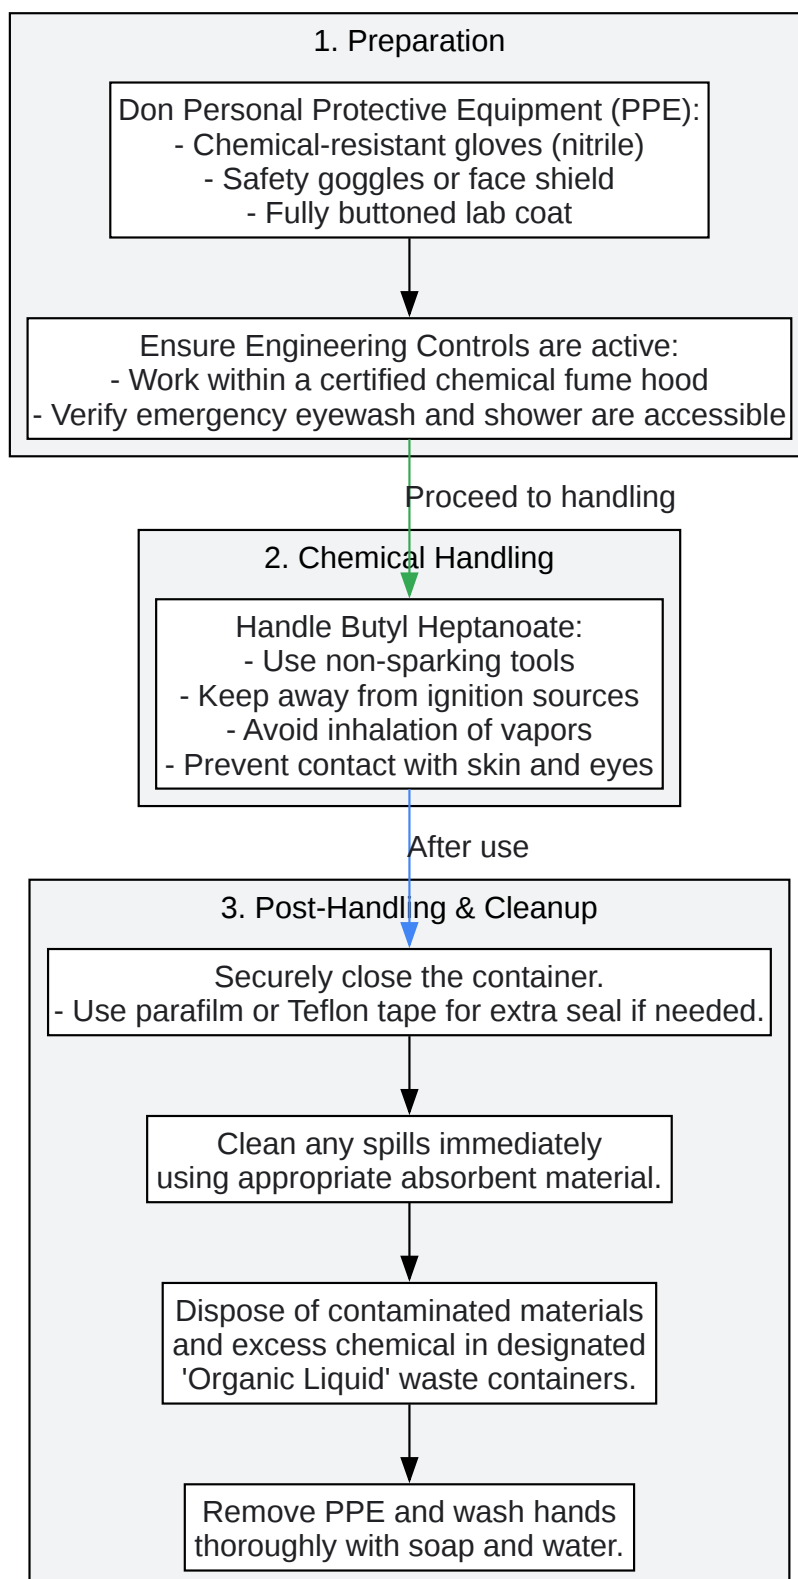 1. Preparation
Don Personal Protective Equipment (PPE):
- Chemical-resistant gloves (nitrile)
- Safety goggles or face shield
- Fully buttoned lab coat
Ensure Engineering Controls are active:
- Work within a certified chemical fume hood
- Verify emergency eyewash and shower are accessible
Proceed to handling
2. Chemical Handling
Handle Butyl Heptanoate:
- Use non-sparking tools
- Keep away from ignition sources
- Avoid inhalation of vapors
- Prevent contact with skin and eyes
After use
3. Post-Handling & Cleanup
Securely close the container.
- Use parafilm or Teflon tape for extra seal if needed.
Clean any spills immediately
using appropriate absorbent material.
Dispose of contaminated materials
and excess chemical in designated
'Organic Liquid' waste containers.
Remove PPE and wash hands
thoroughly with soap and water.